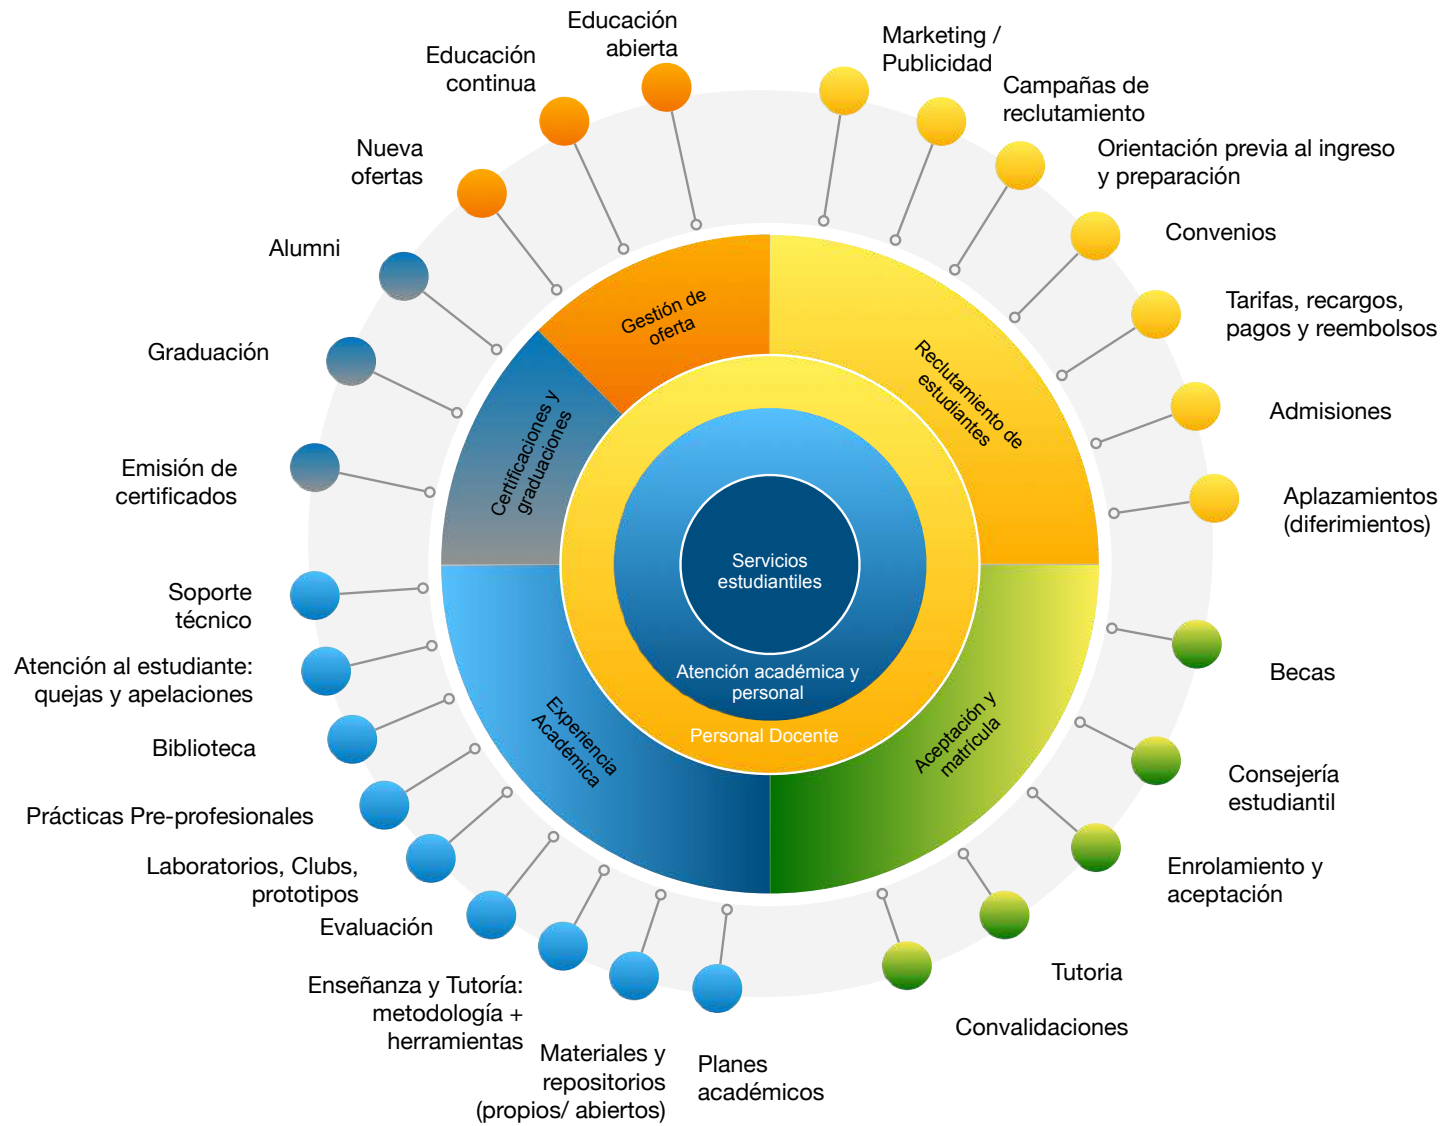 Educación
abierta
Marketing /
Publicidad
Educación
continua
Campañas de
reclutamiento
Nueva
ofertas
Orientación previa al ingreso
y preparación
Alumni
Convenios
Graduación
Tarifas, recargos,
pagos y reembolsos
Emisión de
certificados
Admisiones
Aplazamientos
(diferimientos)
Gestión de
oferta
Reclutamiento de
estudiantes
Certificaciones y
graduaciones
Servicios
estudiantiles
Atención académica y
personal
Personal Docente
Experiencia
Académica
Aceptación y
matrícula
Soporte
técnico
Atención al estudiante:
quejas y apelaciones
Biblioteca
Prácticas Pre-profesionales
Laboratorios, Clubs,
prototipos
Evaluación
Enseñanza y Tutoría:
metodología +
herramientas
Materiales y
repositorios
(propios/ abiertos)
Planes
académicos
Becas
Consejería
estudiantil
Enrolamiento y
aceptación
Tutoria
Convalidaciones